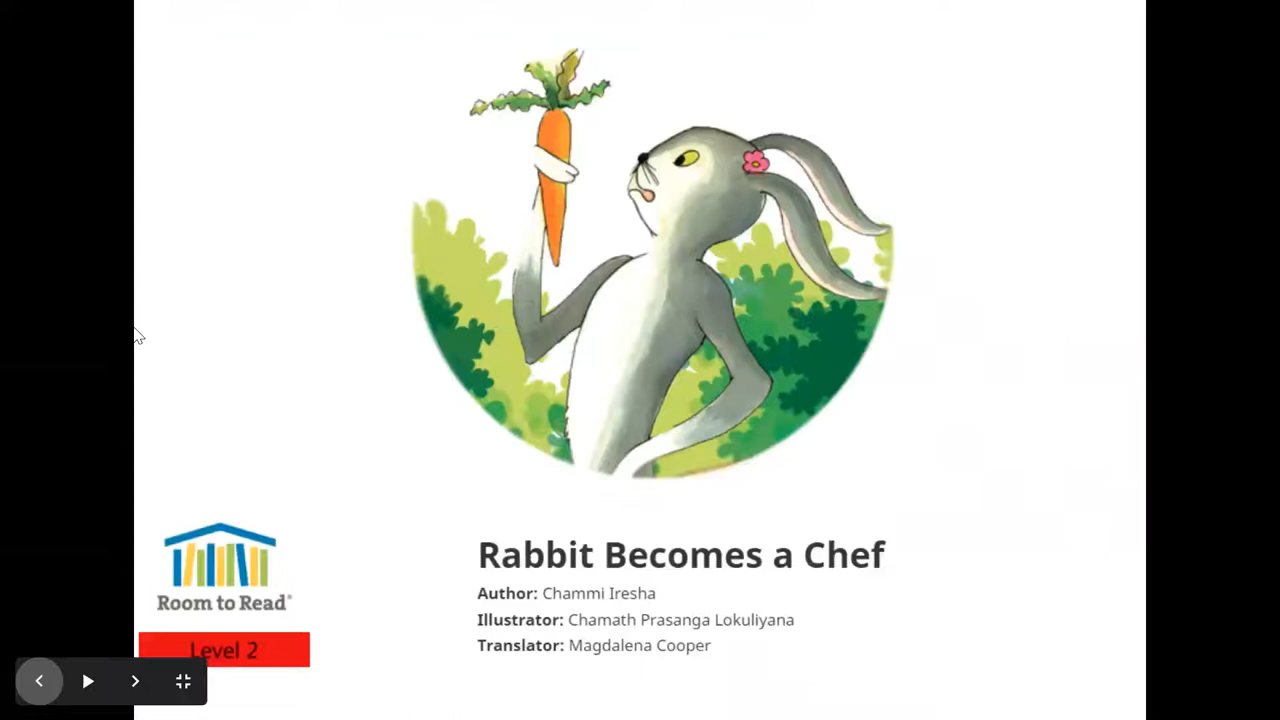 Rabbit Becomes a Chef
Author: Chammi Iresha
Illustrator: Chamath Prasanga Lokuliyana
Translator: Magdalena Cooper
Room to Read®
Level 2